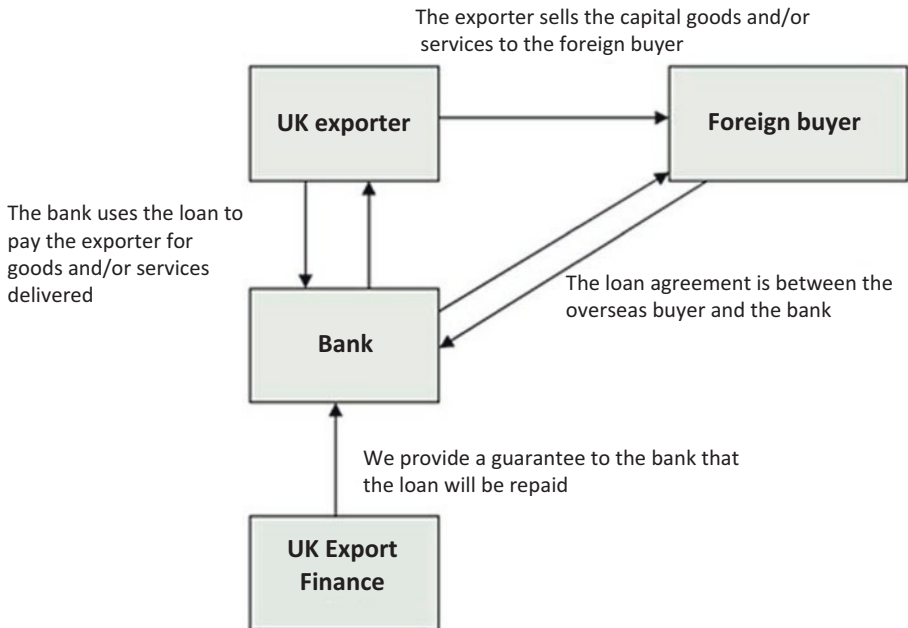 The exporter sells the capital goods and/or
services to the foreign buyer
UK exporter
Foreign buyer
The bank uses the loan to
pay the exporter for
goods and/or services
delivered
The loan agreement is between the
overseas buyer and the bank
Bank
We provide a guarantee to the bank that
the loan will be repaid
UK Export
Finance